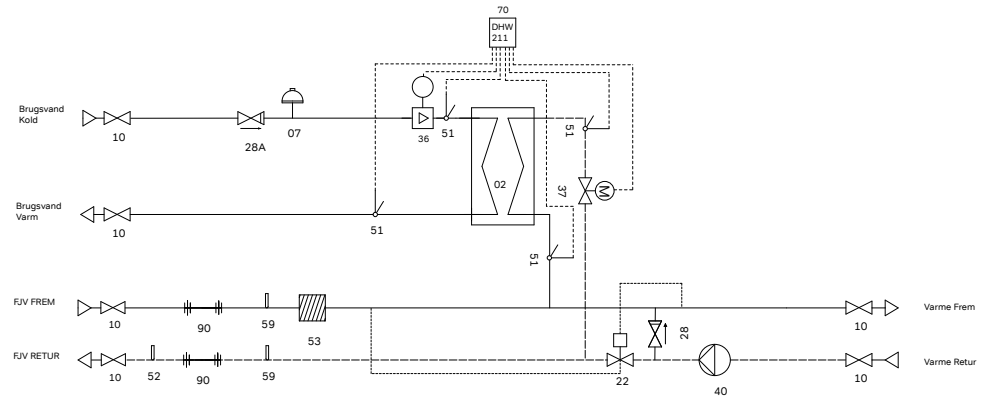 70
DHW
211
Brugsvand
Kold
10
28A
07
36
51
51
02
37
M
Brugsvand
Varm
10
51
51
FJV FREM
10
90
59
53
28
10
Varme Frem
FJV RETUR
10
52
90
59
22
40
10
Varme Retur